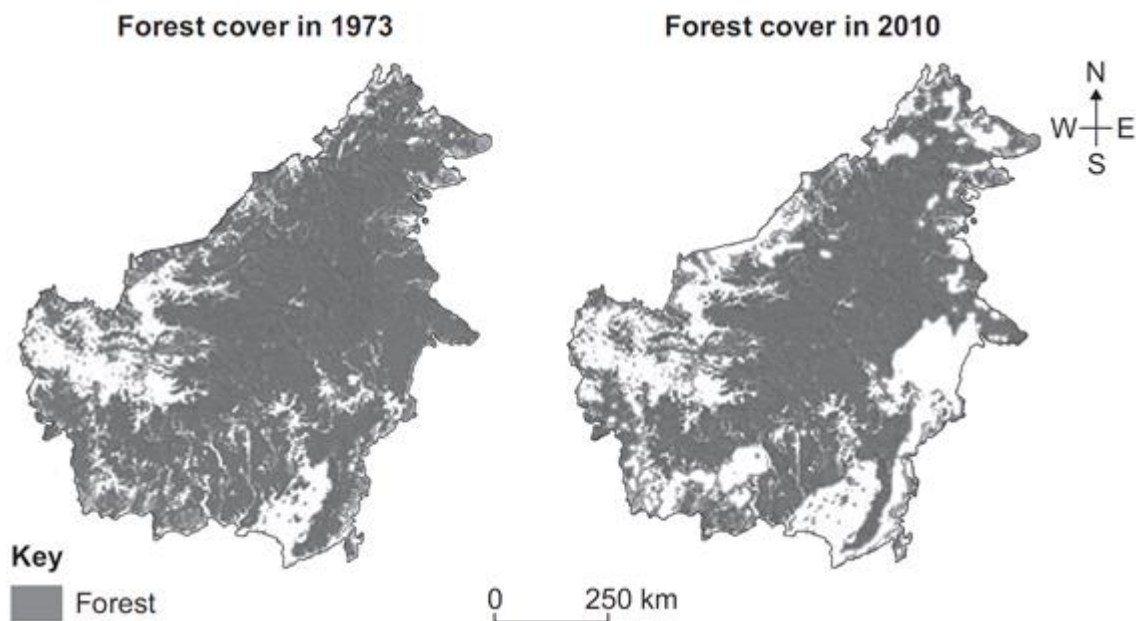 Forest cover in 1973
Forest cover in 2010
N
W E
S
Key
Forest
0 250 km